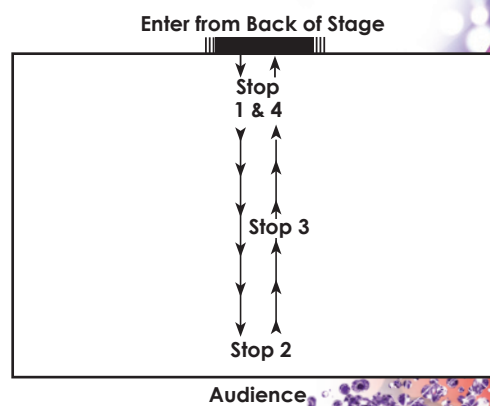 Enter from Back of Stage
Stop
1 & 4
Stop 3
Stop 2
Audience